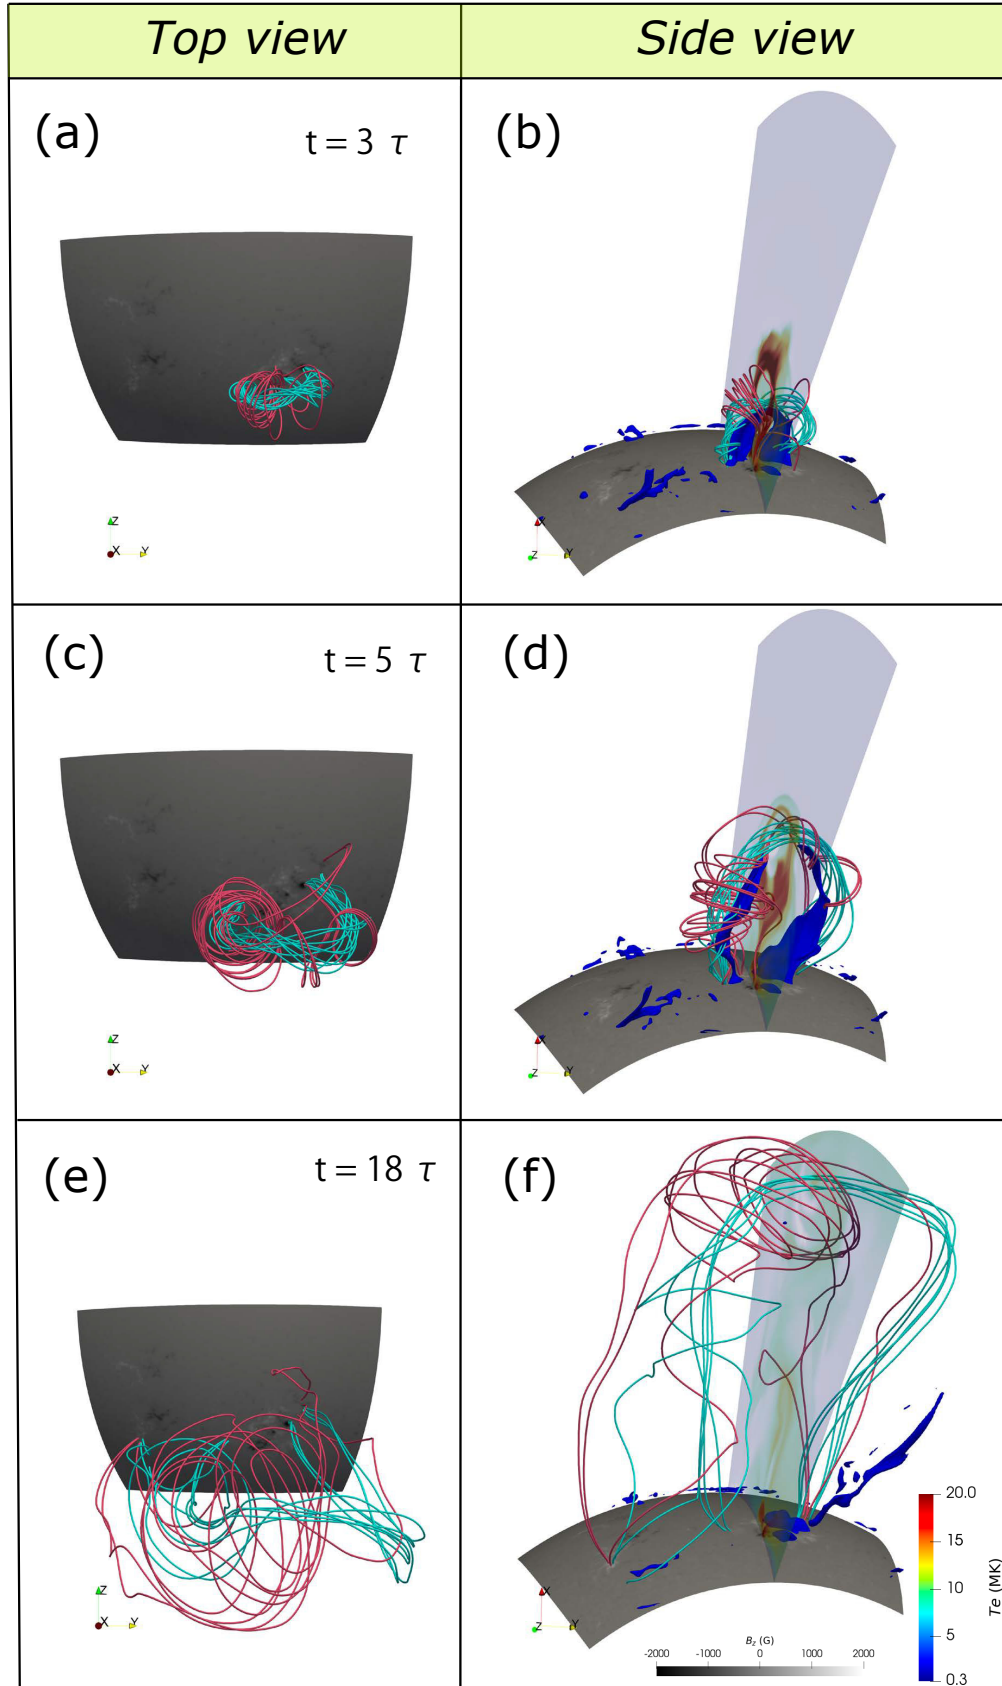 Top view
Side view
(a)
t = 3 τ
(b)
Z
X
Y
X
Z
Y
(c)
t = 5 τ
(d)
Z
X
Y
X
Z
Y
(e)
t = 18 τ
(f)
Z
X
Y
X
Z
Y
20.0
15
10
5
0.3
Te (MK)
Bz (G)
-2000 -1000 0 1000 2000